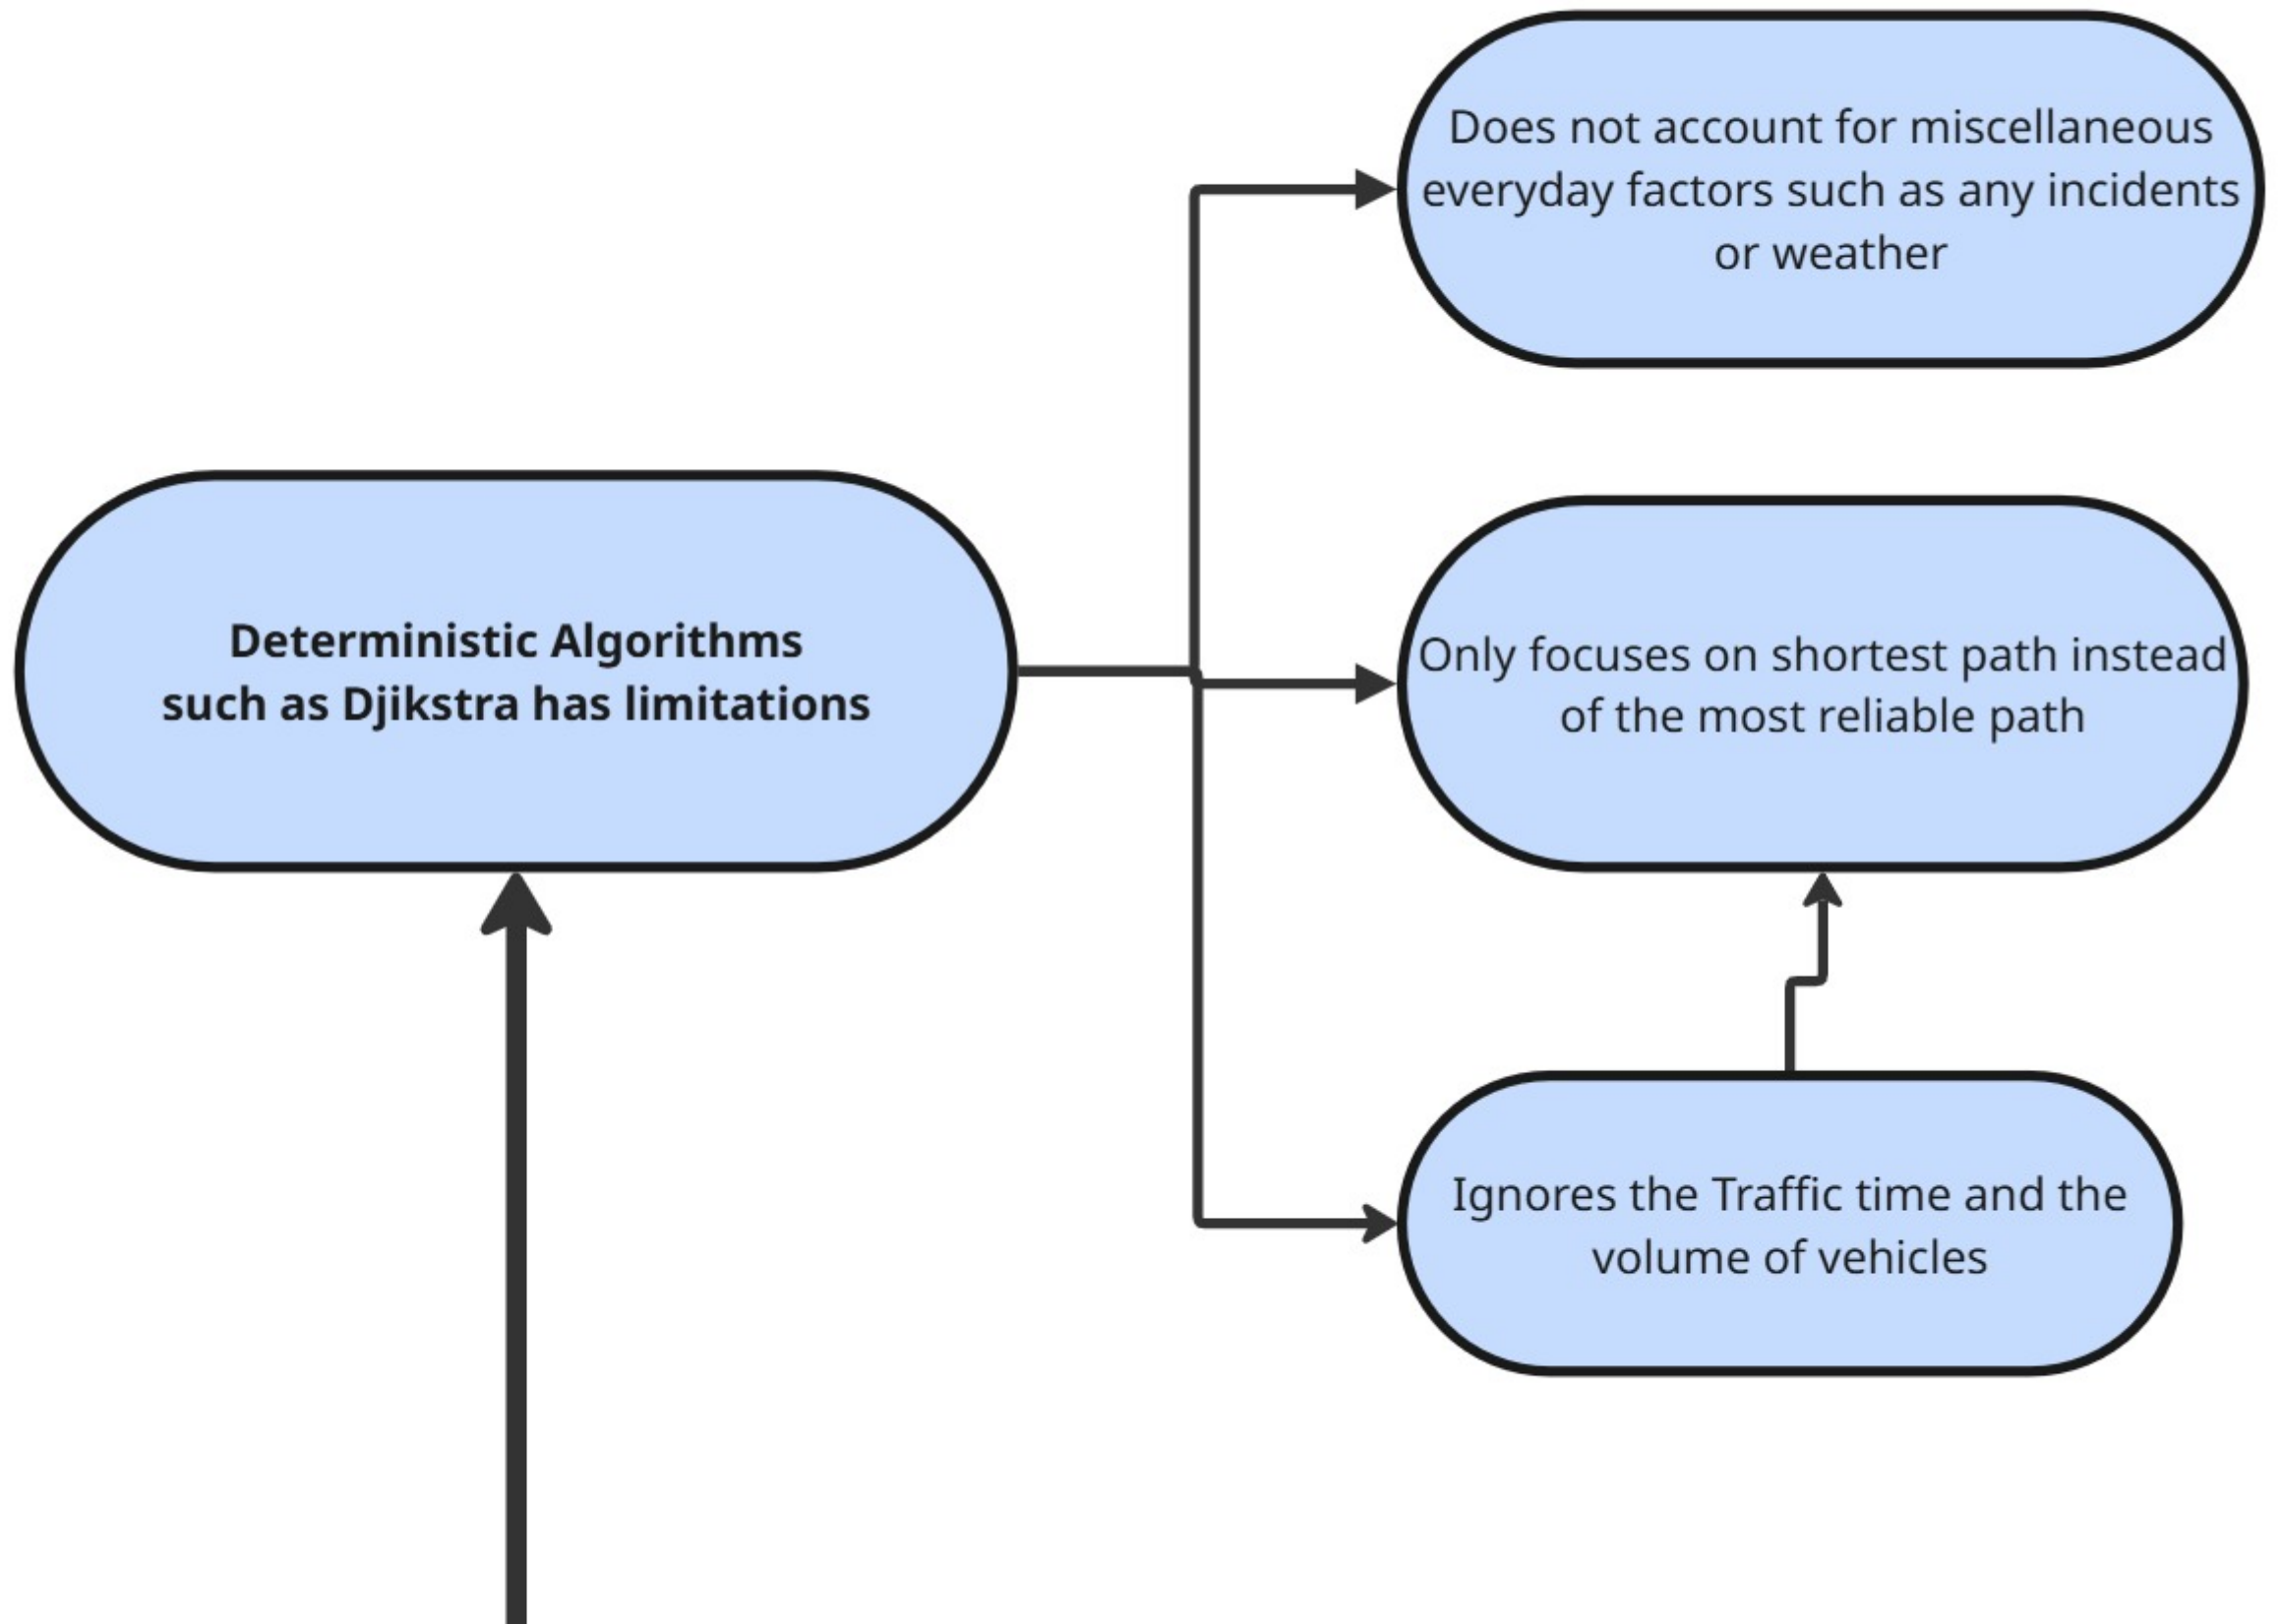 Does not account for miscellaneous
everyday factors such as any incidents
or weather
Deterministic Algorithms
such as Djikstra has limitations
Only focuses on shortest path instead
of the most reliable path
Ignores the Traffic time and the
volume of vehicles